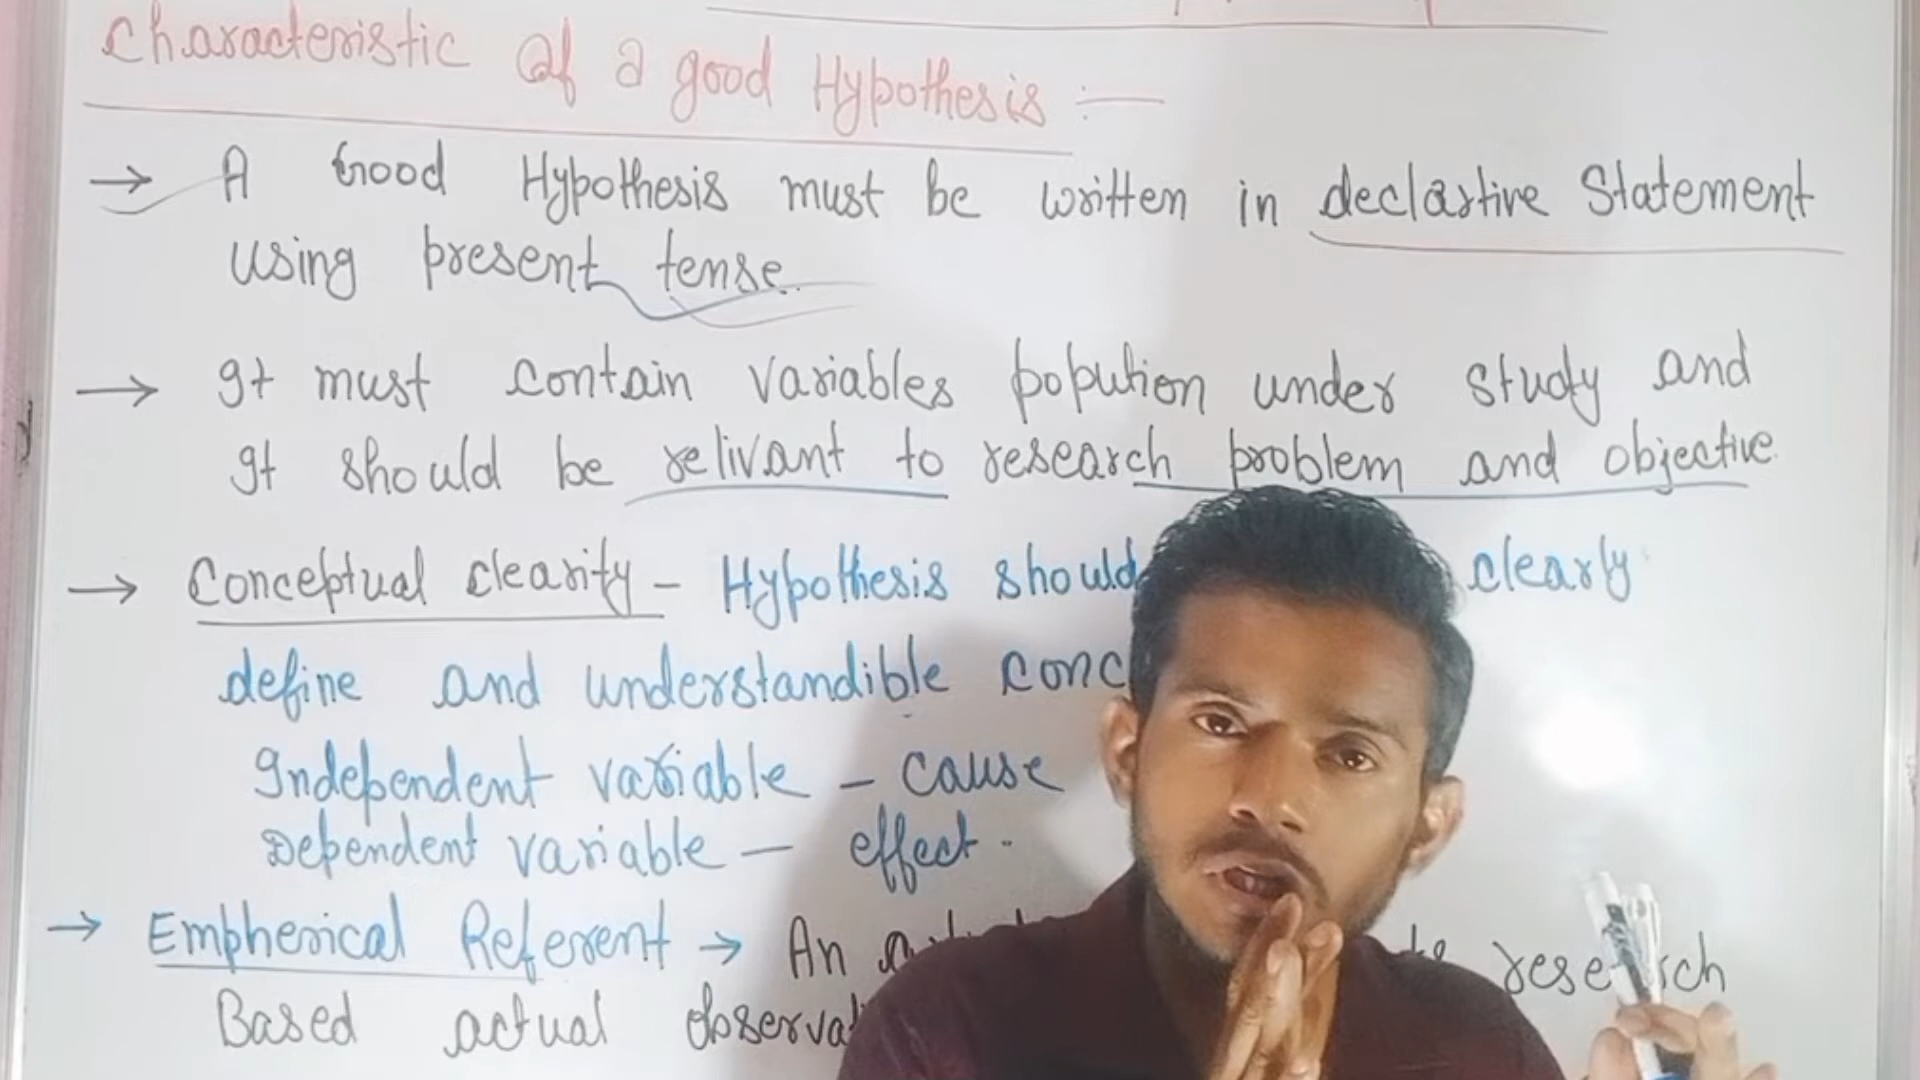 Characteristic of a good Hypothesis :—
→ A Good Hypothesis must be written in declartive Statement
using present tense.
→ It must contain variables popution under study and
It should be relivant to research problem and objective.
→ Conceptual clearity – Hypothesis should clearly
define and understandible
Independent variable – cause
Dependent variable – effect.
→ Empherical Referent → An
Based actual